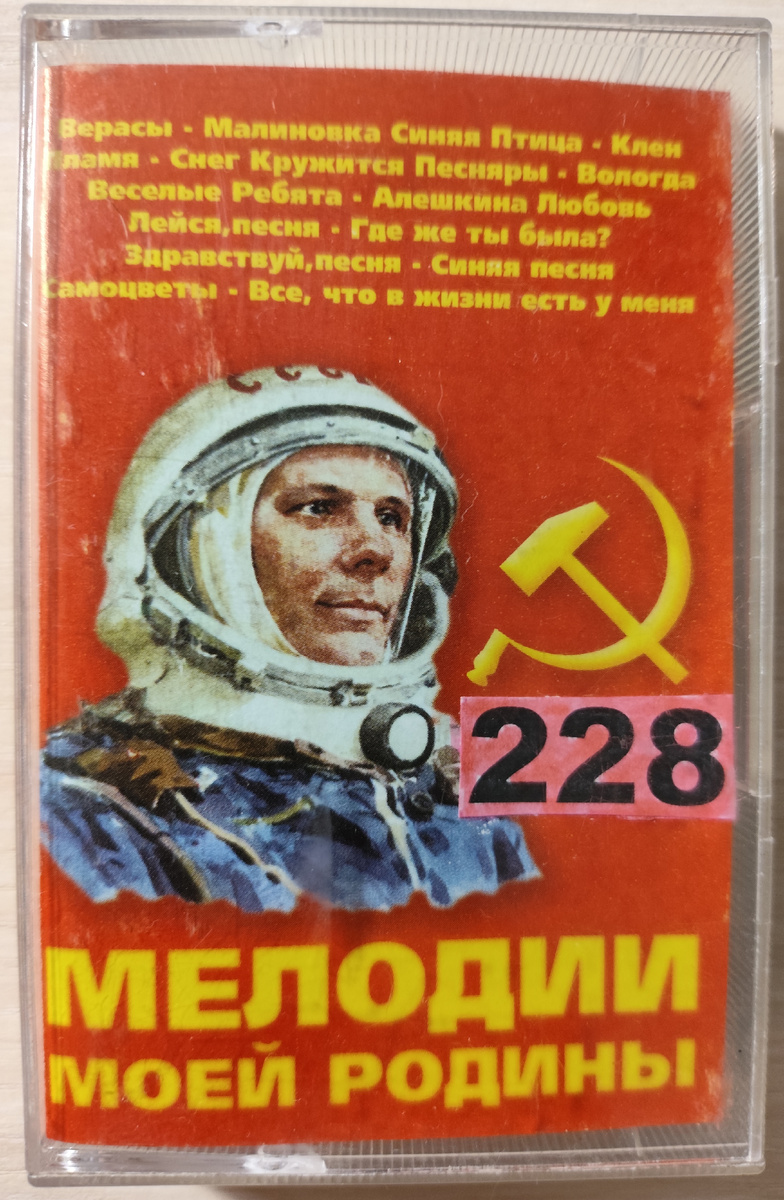 Верасы - Малиновка Синяя Птица - Клен
Пламя - Снег Кружится Песняры - Вологда
Веселые Ребята - Алешкина Любовь
Лейся,песня - Где же ты была?
Здравствуй,песня - Синяя песня
Самоцветы - Все, что в жизни есть у меня
СССР
228
МЕЛОДИИ
МОЕЙ РОДИНЫ